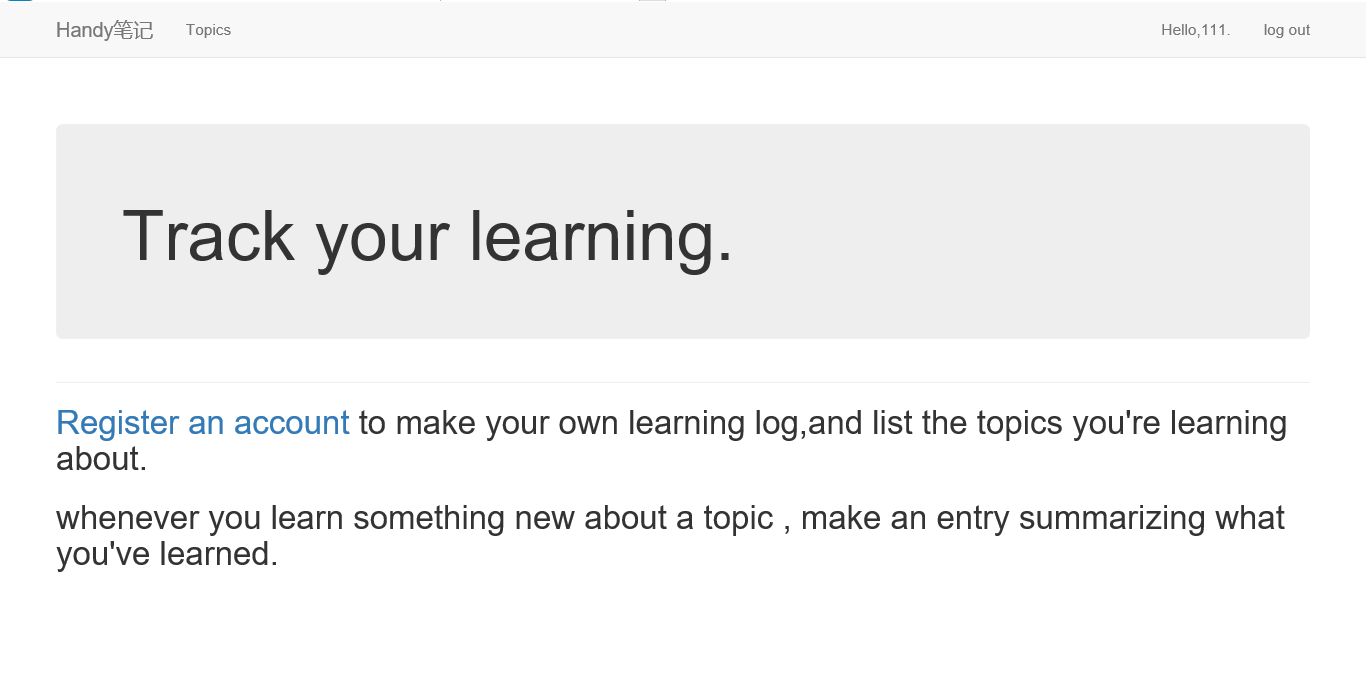 Handy笔记 Topics Hello,111. log out
Track your learning.
Register an account to make your own learning log,and list the topics you're learning
about.
whenever you learn something new about a topic , make an entry summarizing what
you've learned.